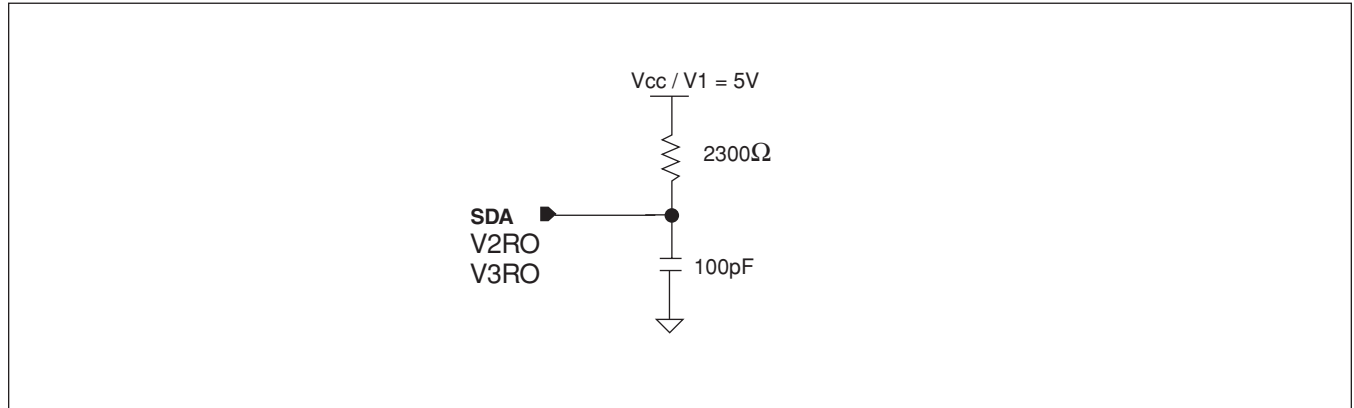 Vcc / V1 = 5V
2300Ω
SDA
V2RO
V3RO
100pF